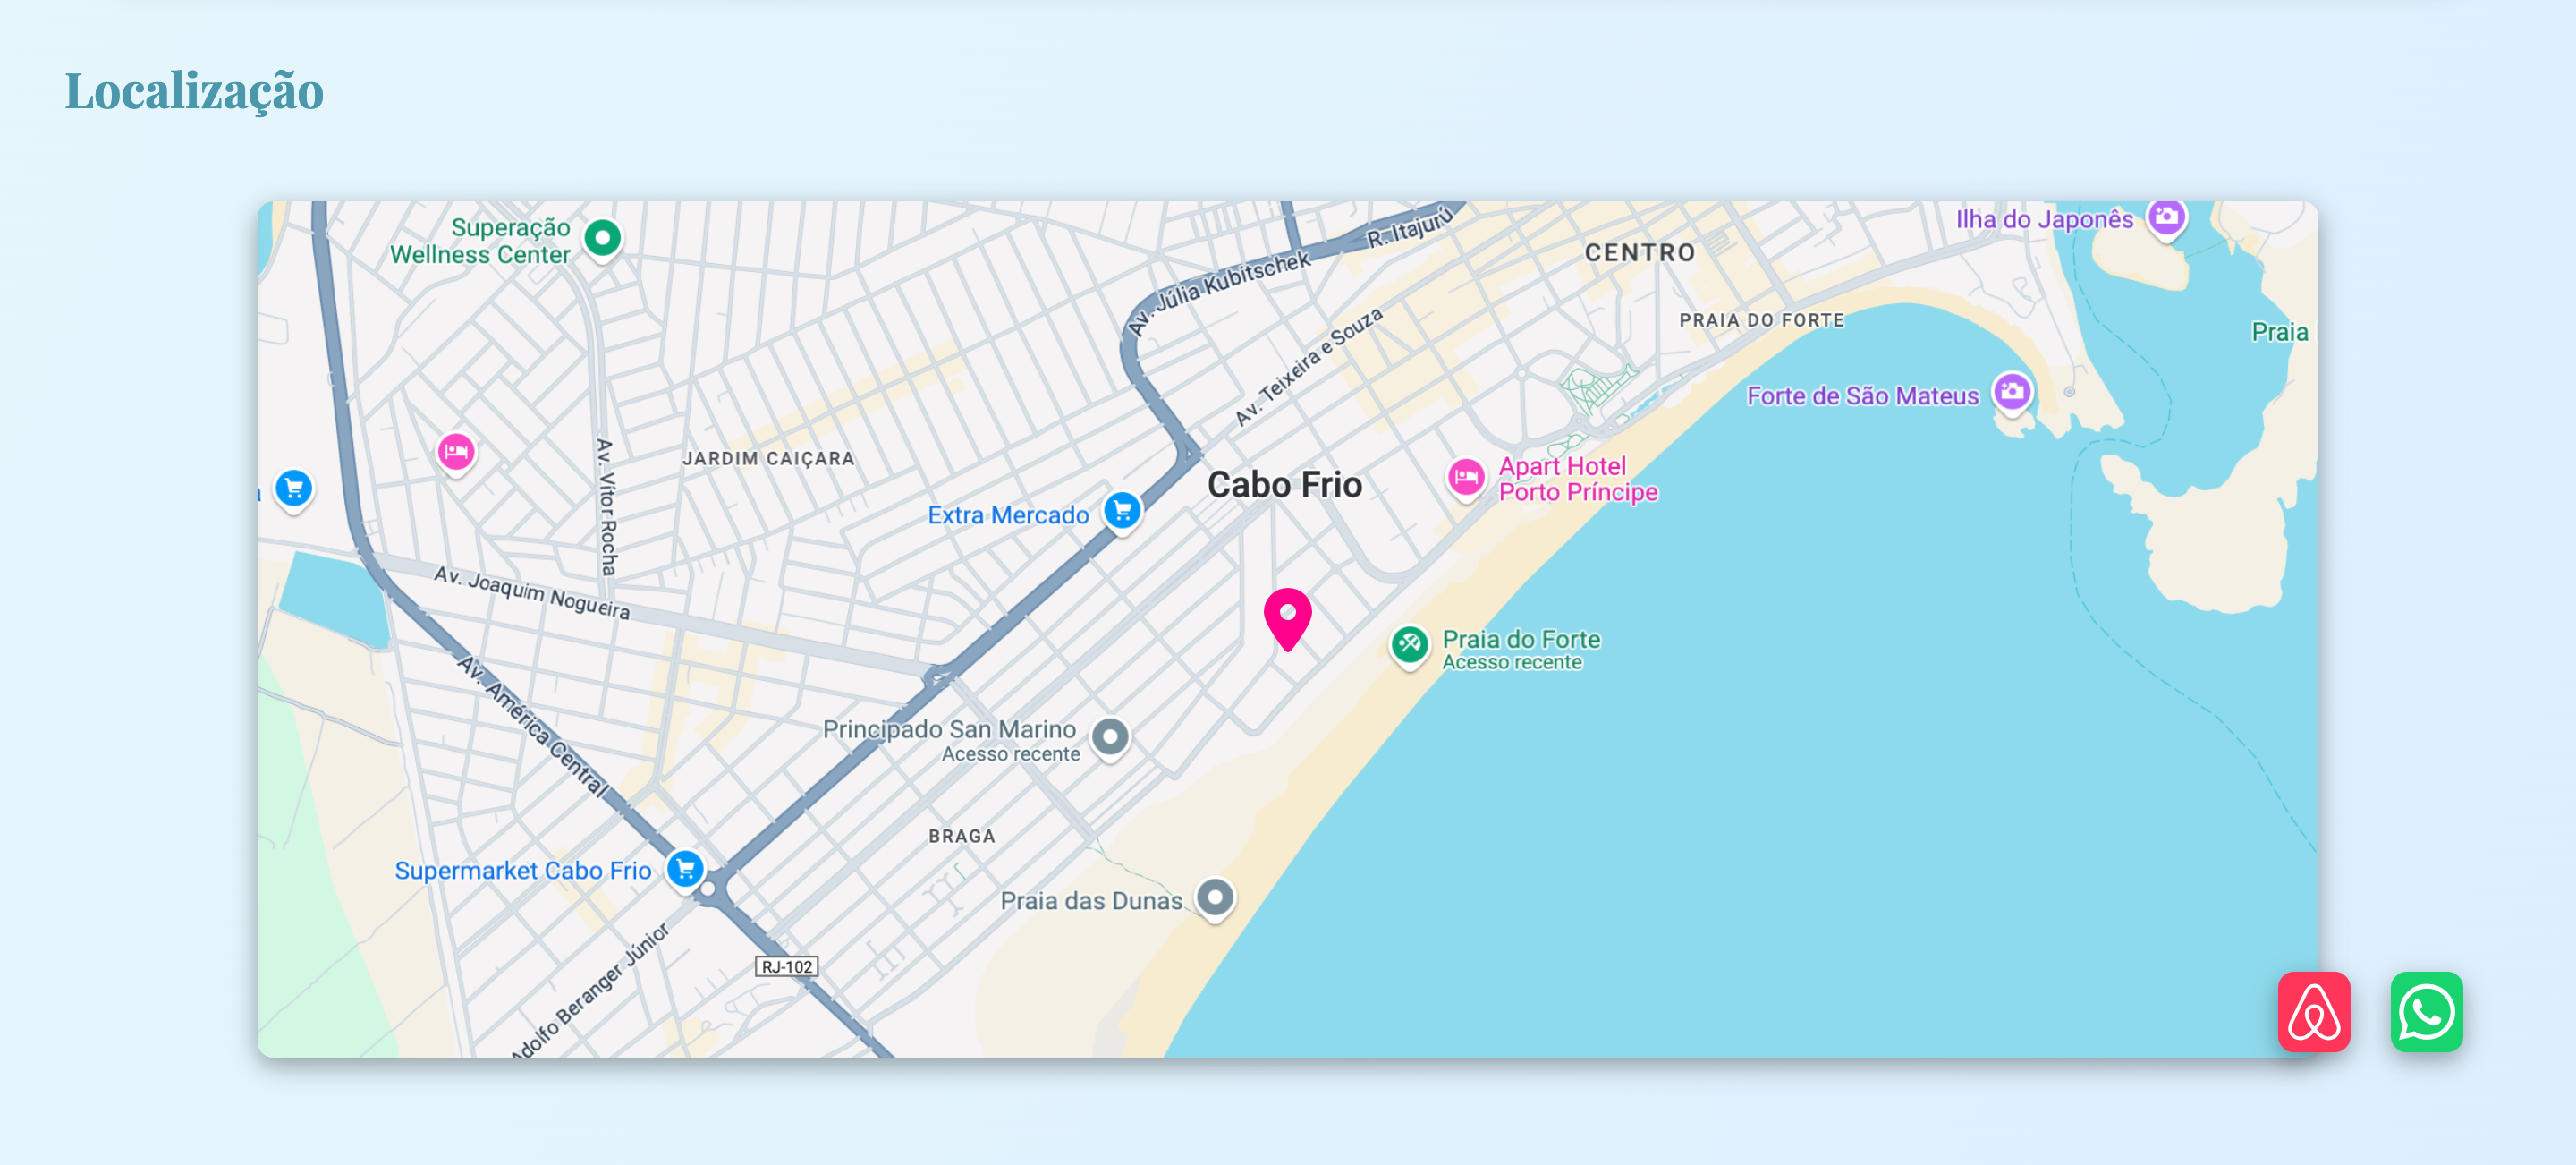 Localização
Superação
Wellness Center
R. Itajurú
Ilha do Japonês
CENTRO
Av. Júlia Kubitschek
PRAIA DO FORTE
Praia
Av. Teixeira e Souza
Forte de São Mateus
JARDIM CAIÇARA
Av. Vítor Rocha
Cabo Frio
Apart Hotel
Porto Príncipe
Extra Mercado
Av. Joaquim Nogueira
Praia do Forte
Acesso recente
Av. América Central
Principado San Marino
Acesso recente
BRAGA
Supermarket Cabo Frio
Praia das Dunas
Adolfo Beranger Júnior
RJ-102